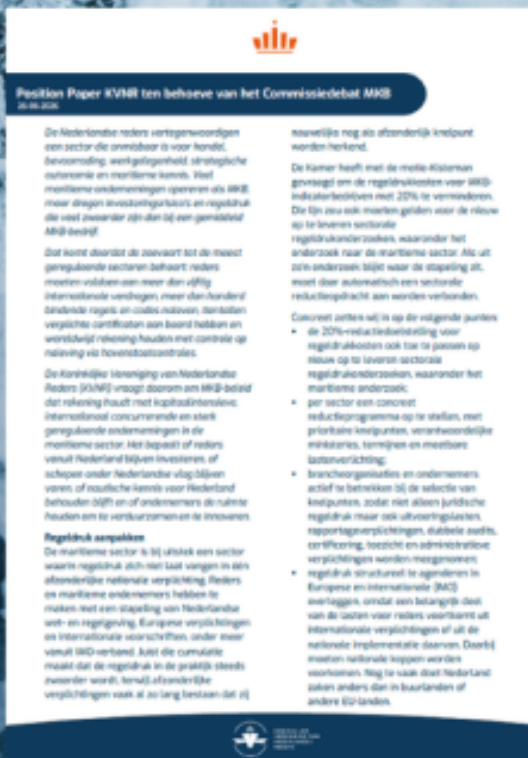 Position Paper KVNR ten behoeve van het Commissiedebat MKB
De Nederlandse reders vertegenwoordigen
een sector die onmisbaar is voor handel,
bevoorrading, werkgelegenheid, strategische
autonomie en maritieme kennis. Veel
maritieme ondernemingen opereren als MKB,
maar dragen investeringsrisico's en regeldruk
die veel zwaarder zijn dan bij een gemiddeld
MKB-bedrijf.
Dat komt doordat de zeevaart tot de meest
gereguleerde sectoren behoort: reders
moeten voldoen aan meer dan vijftig
internationale verdragen, meer dan honderd
bindende regels en codes naleven, tientallen
verplichte certificaten aan boord hebben en
wereldwijd rekening houden met controle op
naleving via havenstaatcontroles.
De Koninklijke Vereniging van Nederlandse
Reders (KVNR) vraagt daarom om MKB-beleid
dat rekening houdt met kapitaalintensieve,
internationaal concurrerende en sterk
gereguleerde ondernemingen in de
maritieme sector. Het bepaalt of reders
vanuit Nederland blijven investeren, of
schepen onder Nederlandse vlag blijven
varen, of nautische kennis voor Nederland
behouden blijft en of ondernemers de ruimte
houden om te verduurzamen en te innoveren.
Regeldruk aanpakken
De maritieme sector is bij uitstek een sector
waarin regeldruk zich niet laat vangen in één
afzonderlijke nationale verplichting. Reders
en maritieme ondernemers hebben te
maken met een stapeling van Nederlandse
wet- en regelgeving, Europese verplichtingen
en internationale voorschriften, onder meer
vanuit IMO-verband. Juist die cumulatie
maakt dat de regeldruk in de praktijk steeds
zwaarder wordt, terwijl afzonderlijke
verplichtingen vaak al zo lang bestaan dat zij
nauwelijks nog als afzonderlijk knelpunt
worden herkend.
De Kamer heeft met de motie-Kisteman
gevraagd om de regeldrukkosten voor MKB-
indicatorbedrijven met 20% te verminderen.
Die lijn zou ook moeten gelden voor de nieuw
op te leveren sectorale
regeldrukonderzoeken, waaronder het
onderzoek naar de maritieme sector. Als uit
zo'n onderzoek blijkt waar de stapeling zit,
moet daar automatisch een sectorale
reductieopdracht aan worden verbonden.
Concreet zetten wij in op de volgende punten:
• de 20%-reductiedoelstelling voor
regeldrukkosten ook toe te passen op
nieuw op te leveren sectorale
regeldrukonderzoeken, waaronder het
maritieme onderzoek;
• per sector een concreet
reductieprogramma op te stellen, met
prioritaire knelpunten, verantwoordelijke
ministeries, termijnen en meetbare
lastenverlichting;
• brancheorganisaties en ondernemers
actief te betrekken bij de selectie van
knelpunten, zodat niet alleen juridische
regeldruk maar ook uitvoeringslasten,
rapportageverplichtingen, dubbele audits,
certificering, toezicht en administratieve
verplichtingen worden meegenomen;
• regeldruk structureel te agenderen in
Europese en internationale (IMO)
overleggen, omdat een belangrijk deel
van de lasten voor reders voortkomt uit
internationale verplichtingen of uit de
nationale implementatie daarvan. Daarbij
moeten nationale koppen worden
voorkomen. Nog te vaak doet Nederland
zaken anders dan in buurlanden of
andere EU-landen.